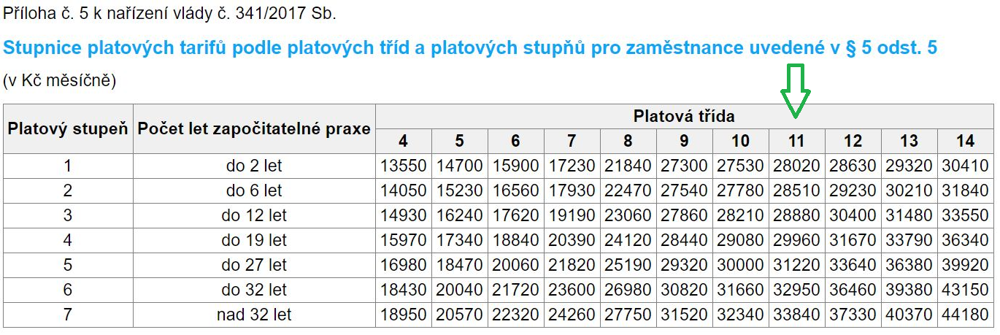 Příloha č. 5 k nařízení vlády č. 341/2017 Sb.
Stupnice platových tarifů podle platových tříd a platových stupňů pro zaměstnance uvedené v § 5 odst. 5
(v Kč měsíčně)
Platový stupeň Počet let započitatelné praxe Platová třída
4 5 6 7 8 9 10 11 12 13 14
1 do 2 let 13550 14700 15900 17230 21840 27300 27530 28020 28630 29320 30410
2 do 6 let 14050 15230 16560 17930 22470 27540 27780 28510 29230 30210 31840
3 do 12 let 14930 16240 17620 19190 23060 27860 28210 28880 30400 31480 33550
4 do 19 let 15970 17340 18840 20390 24120 28440 29080 29960 31670 33790 36340
5 do 27 let 16980 18470 20060 21820 25190 29320 30000 31220 33640 36380 39920
6 do 32 let 18430 20040 21720 23600 26980 30820 31660 32950 36460 39380 43150
7 nad 32 let 18950 20570 22320 24260 27750 31520 32340 33840 37330 40370 44180